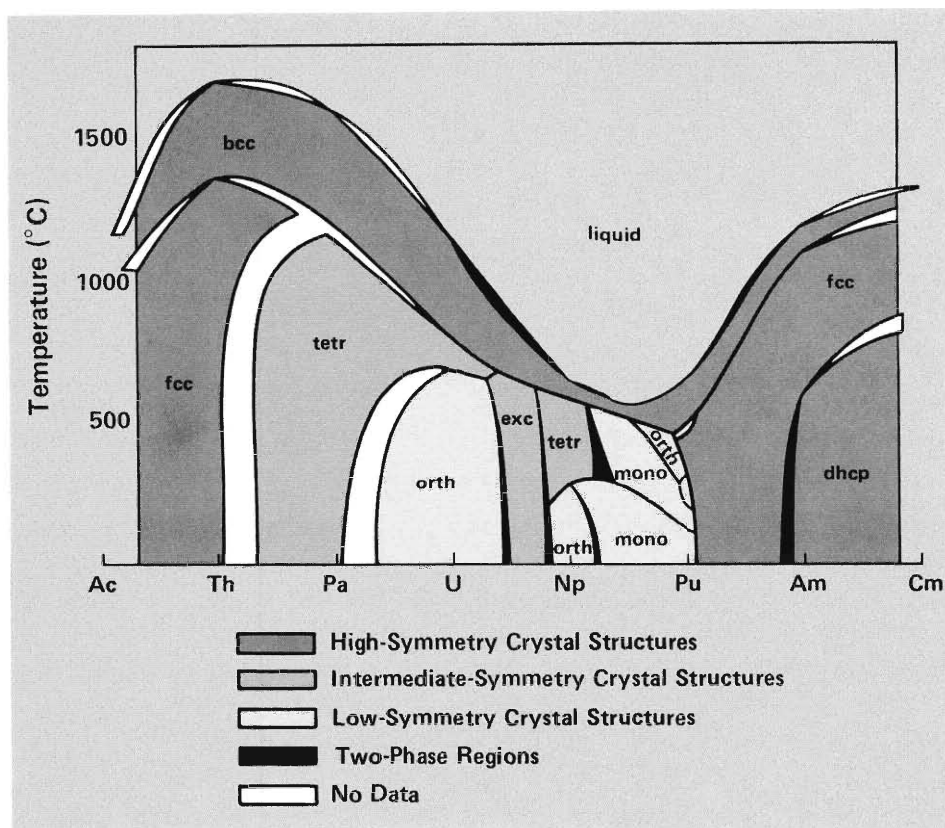 Temperature (°C)
1500
1000
500
bcc
liquid
fcc
fcc
tetr
exc
tetr
orth
mono
orth
orth
mono
dhcp
Ac Th Pa U Np Pu Am Cm
High-Symmetry Crystal Structures
Intermediate-Symmetry Crystal Structures
Low-Symmetry Crystal Structures
Two-Phase Regions
No Data